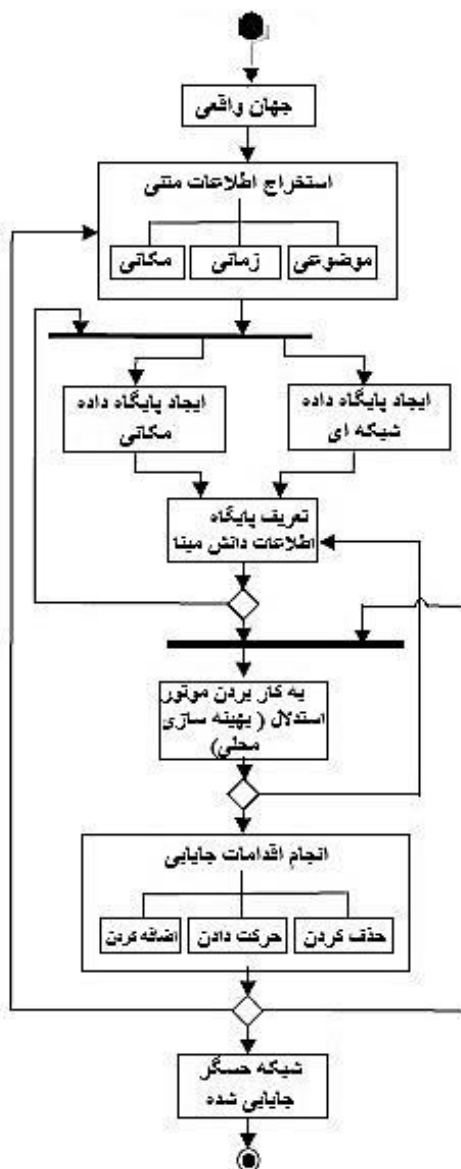 جهان واقعی
استخراج اطلاعات متنی
موضوعی
زمانی
مکانی
ایجاد پایگاه داده
شبکه ای
ایجاد پایگاه داده
مکانی
تعریف پایگاه
اطلاعات دانش مبنا
به کار بردن موتور
استدلال ( بهینه سازی
محلی)
انجام اقدامات جایابی
حذف کردن
حرکت دادن
اضافه کردن
شبکه حسگر
جایابی شده